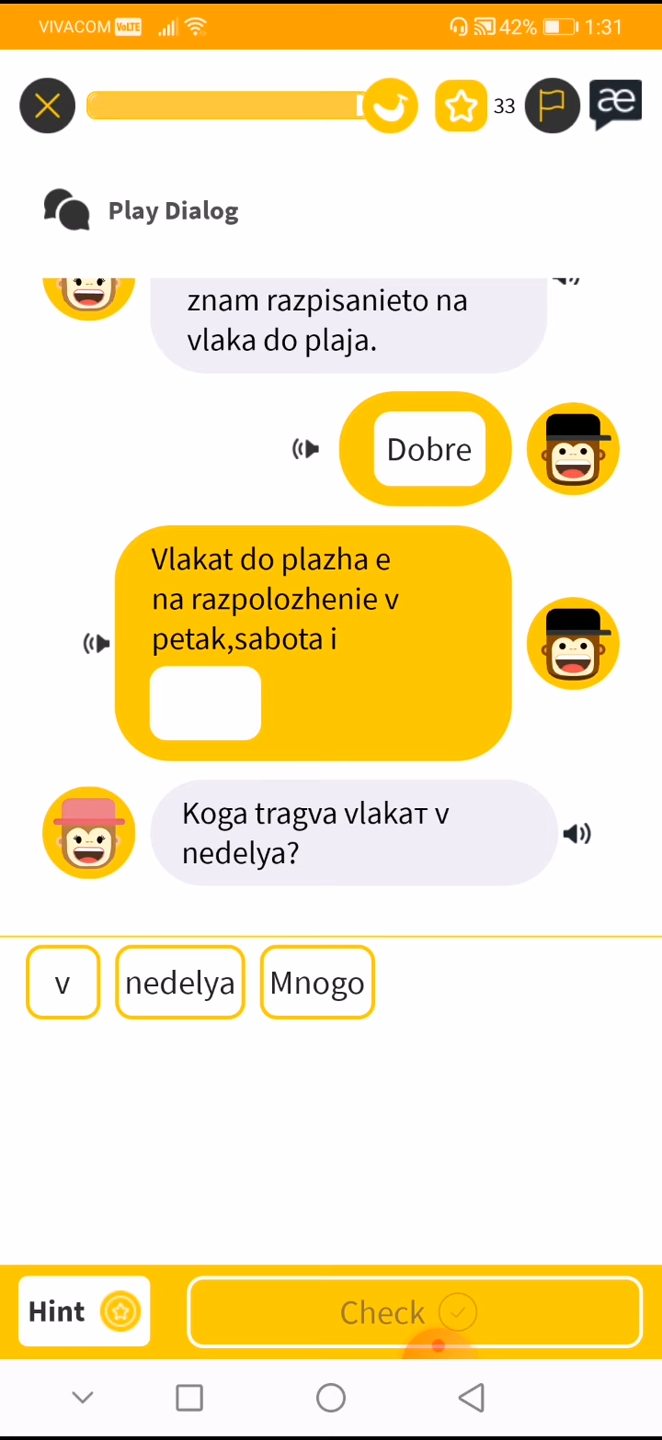 VIVACOM VoLTE 42% 1:31
33 æ
Play Dialog
znam razpisanieto na
vlaka do plaja.
Dobre
Vlakat do plazha e
na razpolozhenie v
petak,sabota i
Koga tragva vlakaт v
nedelya?
v nedelya Mnogo
Hint Check